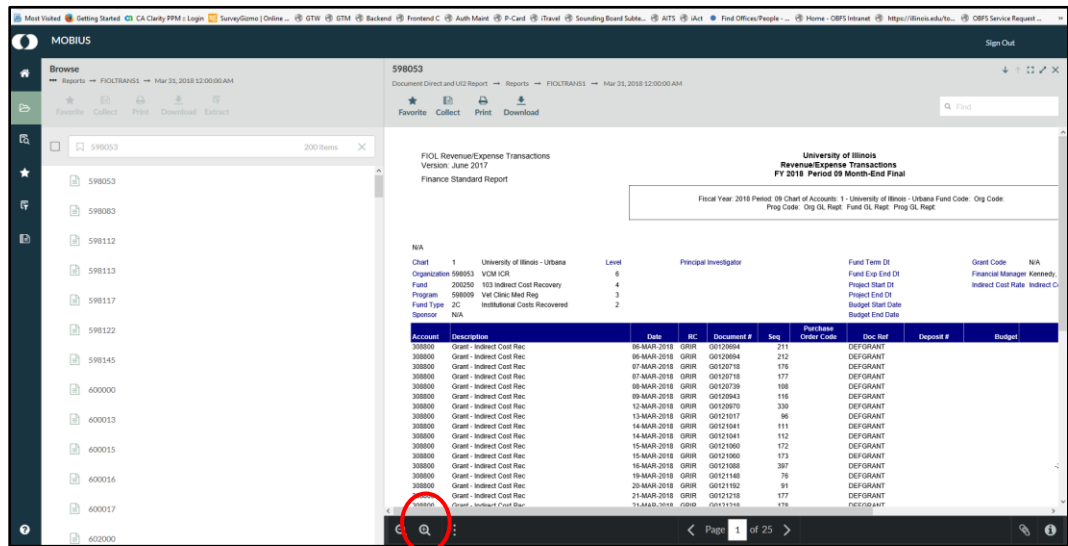 Most Visited Getting Started CA Clarity PPM :: Login SurveyGizmo | Online ... GTW GTM Backend Frontend C Auth Maint P-Card iTravel Sounding Board Subte... AITS iAct Find Offices/People - ... Home - OBFS Intranet https://illinois.edu/to... OBFS Service Request ... »
MOBIUS
Sign Out
Browse
••• Reports → FIOLTRANS1 → Mar 31, 2018 12:00:00 AM
Favorite Collect Print Download Extract
598053 200 Items
598053
598083
598112
598113
598117
598122
598145
600000
600013
600015
600016
600017
602000
598053
Document Direct and UI2 Report → Reports → FIOLTRANS1 → Mar 31, 2018 12:00:00 AM
Favorite Collect Print Download
Find
FIOL Revenue/Expense Transactions
Version: June 2017
Finance Standard Report
University of Illinois
Revenue/Expense Transactions
FY 2018 Period 09 Month-End Final
Fiscal Year: 2018 Period: 09 Chart of Accounts: 1 - University of Illinois - Urbana Fund Code: Org Code:
Prog Code: Org GL Rept: Fund GL Rept: Prog GL Rept:
N/A
Chart 1 University of Illinois - Urbana Level Principal Investigator Fund Term Dt Grant Code N/A
Organization 598053 VCM ICR 6 Fund Exp End Dt Financial Manager Kennedy,
Fund 200250 103 Indirect Cost Recovery 4 Project Start Dt Indirect Cost Rate Indirect C
Program 598009 Vet Clinic Med Reg 3 Project End Dt
Fund Type 2C Institutional Costs Recovered 2 Budget Start Date
Sponsor N/A Budget End Date
Account Description Date RC Document # Seq Purchase Order Code Doc Ref Deposit # Budget
308800 Grant - Indirect Cost Rec 06-MAR-2018 GRIR G0120694 211 DEFGRANT
308800 Grant - Indirect Cost Rec 06-MAR-2018 GRIR G0120694 212 DEFGRANT
308800 Grant - Indirect Cost Rec 07-MAR-2018 GRIR G0120718 176 DEFGRANT
308800 Grant - Indirect Cost Rec 07-MAR-2018 GRIR G0120718 177 DEFGRANT
308800 Grant - Indirect Cost Rec 08-MAR-2018 GRIR G0120739 108 DEFGRANT
308800 Grant - Indirect Cost Rec 09-MAR-2018 GRIR G0120943 116 DEFGRANT
308800 Grant - Indirect Cost Rec 12-MAR-2018 GRIR G0120970 330 DEFGRANT
308800 Grant - Indirect Cost Rec 13-MAR-2018 GRIR G0121017 96 DEFGRANT
308800 Grant - Indirect Cost Rec 14-MAR-2018 GRIR G0121041 111 DEFGRANT
308800 Grant - Indirect Cost Rec 14-MAR-2018 GRIR G0121041 112 DEFGRANT
308800 Grant - Indirect Cost Rec 15-MAR-2018 GRIR G0121060 172 DEFGRANT
308800 Grant - Indirect Cost Rec 15-MAR-2018 GRIR G0121060 173 DEFGRANT
308800 Grant - Indirect Cost Rec 16-MAR-2018 GRIR G0121088 397 DEFGRANT
308800 Grant - Indirect Cost Rec 19-MAR-2018 GRIR G0121148 76 DEFGRANT
308800 Grant - Indirect Cost Rec 20-MAR-2018 GRIR G0121192 91 DEFGRANT
308800 Grant - Indirect Cost Rec 21-MAR-2018 GRIR G0121218 177 DEFGRANT
308800 Grant - Indirect Cost Rec 21-MAR-2018 GRIR G0121218 178 DEFGRANT
Page 1 of 25